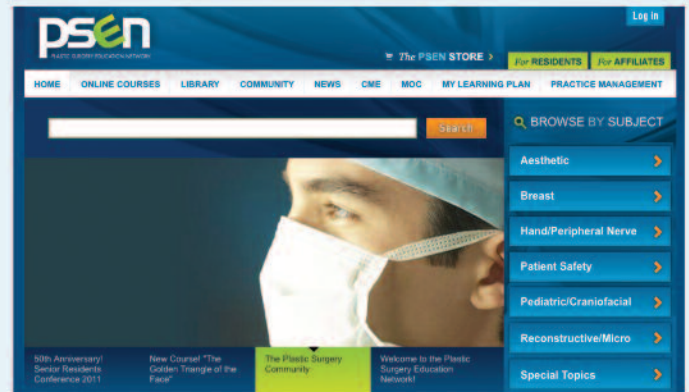 Log in
psen
PLASTIC SURGERY EDUCATION NETWORK
The PSEN STORE >
For RESIDENTS
For AFFILIATES
HOME ONLINE COURSES LIBRARY COMMUNITY NEWS CME MOC MY LEARNING PLAN PRACTICE MANAGEMENT
Search
BROWSE BY SUBJECT
Aesthetic
Breast
Hand/Peripheral Nerve
Patient Safety
Pediatric/Craniofacial
Reconstructive/Micro
Special Topics
50th Anniversary!
Senior Residents
Conference 2011
New Course! "The
Golden Triangle of the
Face"
The Plastic Surgery
Community
Welcome to the Plastic
Surgery Education
Network!